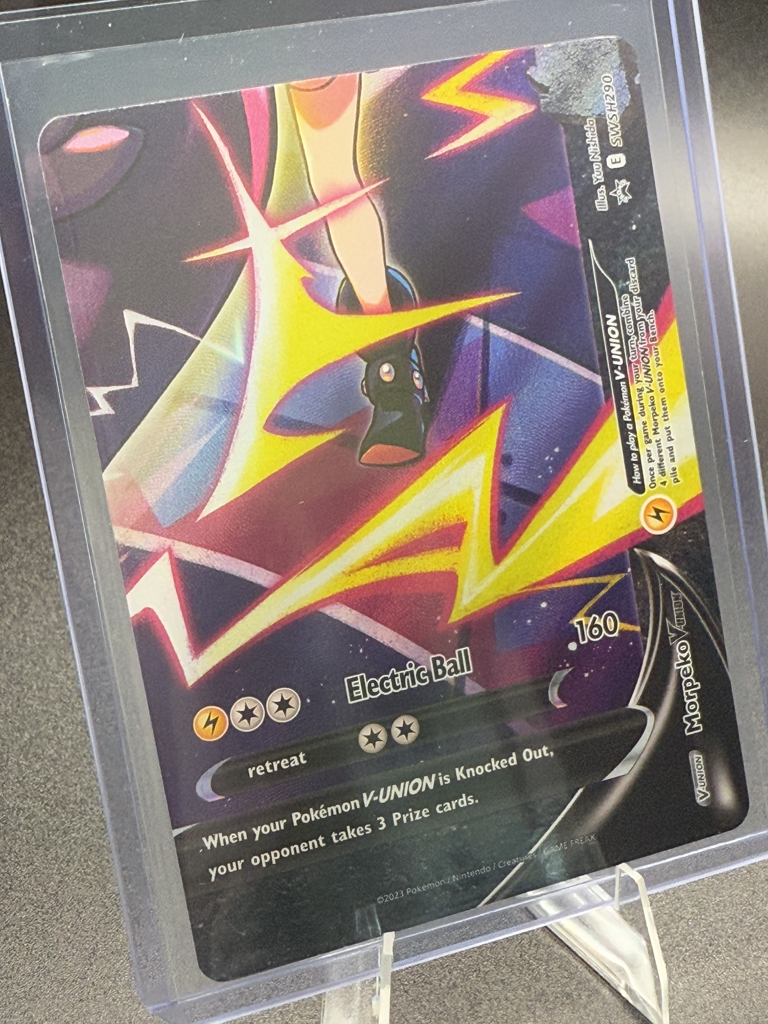 Illus. Yuu Nishida
E SWSH290
How to play a Pokémon V-UNION
Once per game during your turn, combine
4 different Morpeko V-UNION from your discard
pile and put them onto your Bench.
Electric Ball 160
retreat
When your Pokémon V-UNION is Knocked Out,
your opponent takes 3 Prize cards.
V-UNION Morpeko V-UNION
©2023 Pokémon / Nintendo / Creatures / GAME FREAK